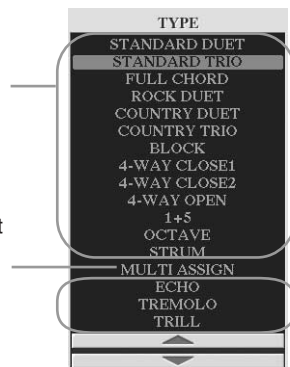 TYPE
STANDARD DUET
STANDARD TRIO
FULL CHORD
ROCK DUET
COUNTRY DUET
COUNTRY TRIO
BLOCK
4-WAY CLOSE1
4-WAY CLOSE2
4-WAY OPEN
1+5
t
OCTAVE
STRUM
MULTI ASSIGN
ECHO
TREMOLO
TRILL